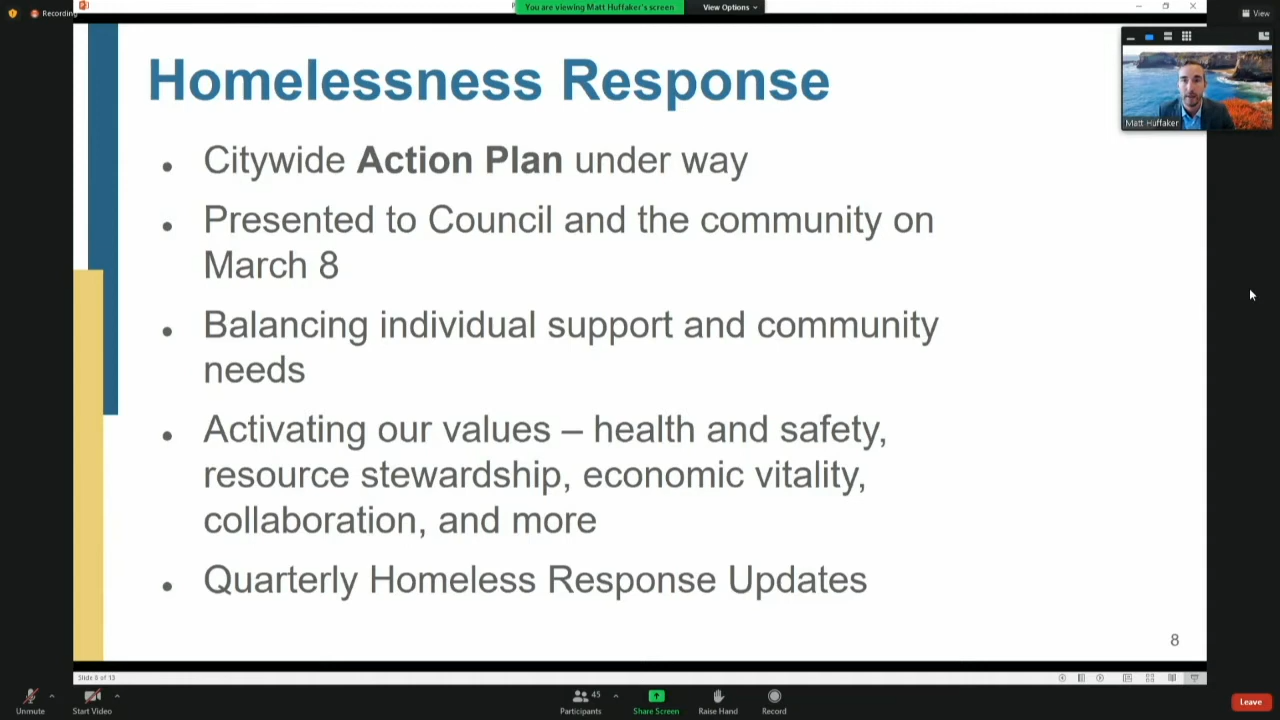 Recording
You are viewing Matt Huffaker's screen
View Options
View
Homelessness Response
Matt Huffaker
• Citywide Action Plan under way
• Presented to Council and the community on
March 8
• Balancing individual support and community
needs
• Activating our values – health and safety,
resource stewardship, economic vitality,
collaboration, and more
• Quarterly Homeless Response Updates
8
Slide 8 of 13
Unmute
Start Video
45
Participants
Share Screen
Raise Hand
Record
Leave